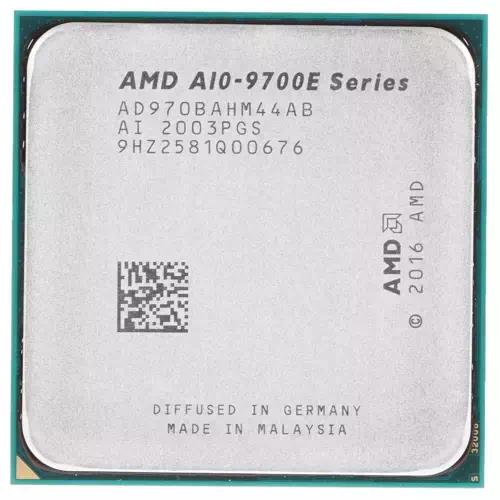 AMD A10-9700E Series
AD970BAHM44AB
AI 2003PGS
9HZ2581Q00676
AMD
© 2016 AMD
DIFFUSED IN GERMANY
MADE IN MALAYSIA